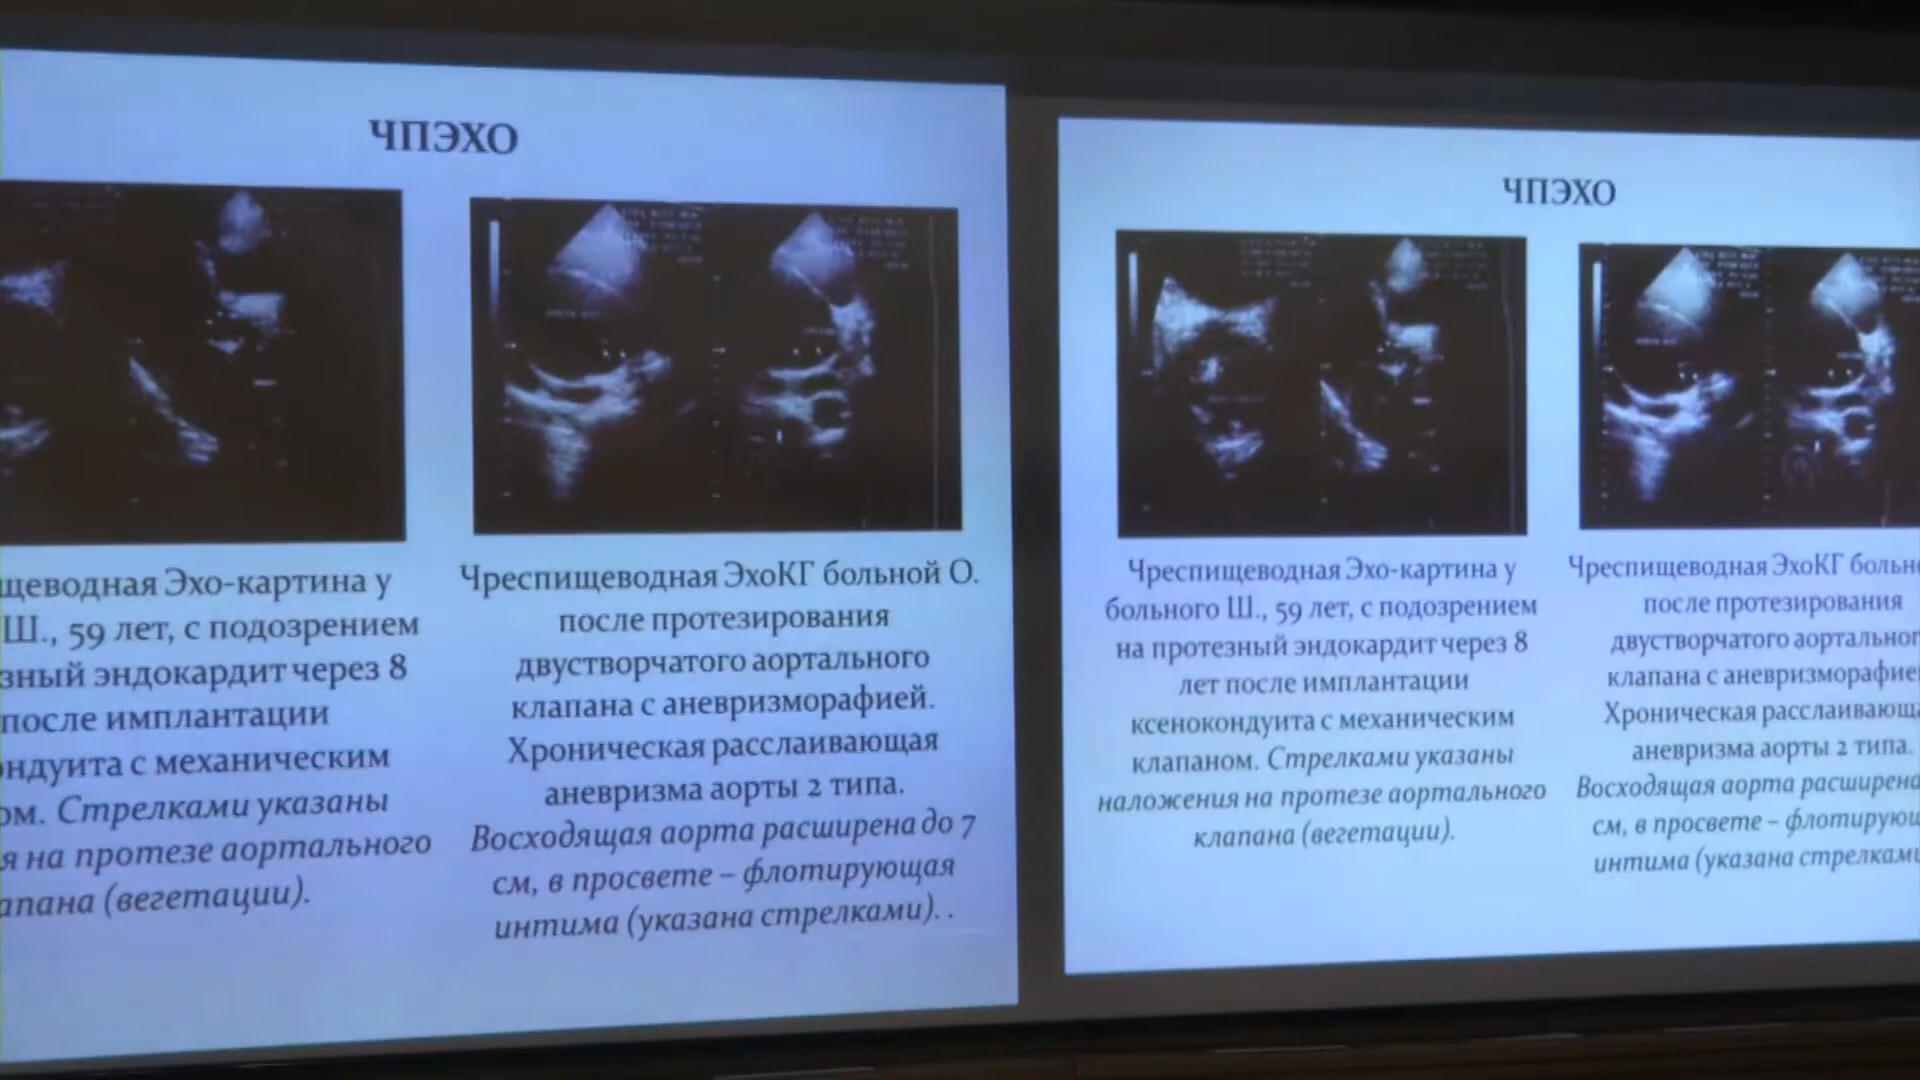 ЧПЭХО
щеводная Эхо-картина у
Ш., 59 лет, с подозрением
зный эндокардит через 8
после имплантации
ндуита с механическим
ом. Стрелками указаны
я на протезе аортального
апана (вегетации).
Чреспищеводная ЭхоКГ больной О.
после протезирования
двустворчатого аортального
клапана с аневризморафией.
Хроническая расслаивающая
аневризма аорты 2 типа.
Восходящая аорта расширена до 7
см, в просвете – флотирующая
интима (указана стрелками). .
ЧПЭХО
Чреспищеводная Эхо-картина у
больного Ш., 59 лет, с подозрением
на протезный эндокардит через 8
лет после имплантации
ксенокондуита с механическим
клапаном. Стрелками указаны
наложения на протезе аортального
клапана (вегетации).
Чреспищеводная ЭхоКГ больн
после протезирования
двустворчатого аортальног
клапана с аневризморафие
Хроническая расслаивающа
аневризма аорты 2 типа.
Восходящая аорта расширена
см, в просвете – флотирующ
интима (указана стрелками